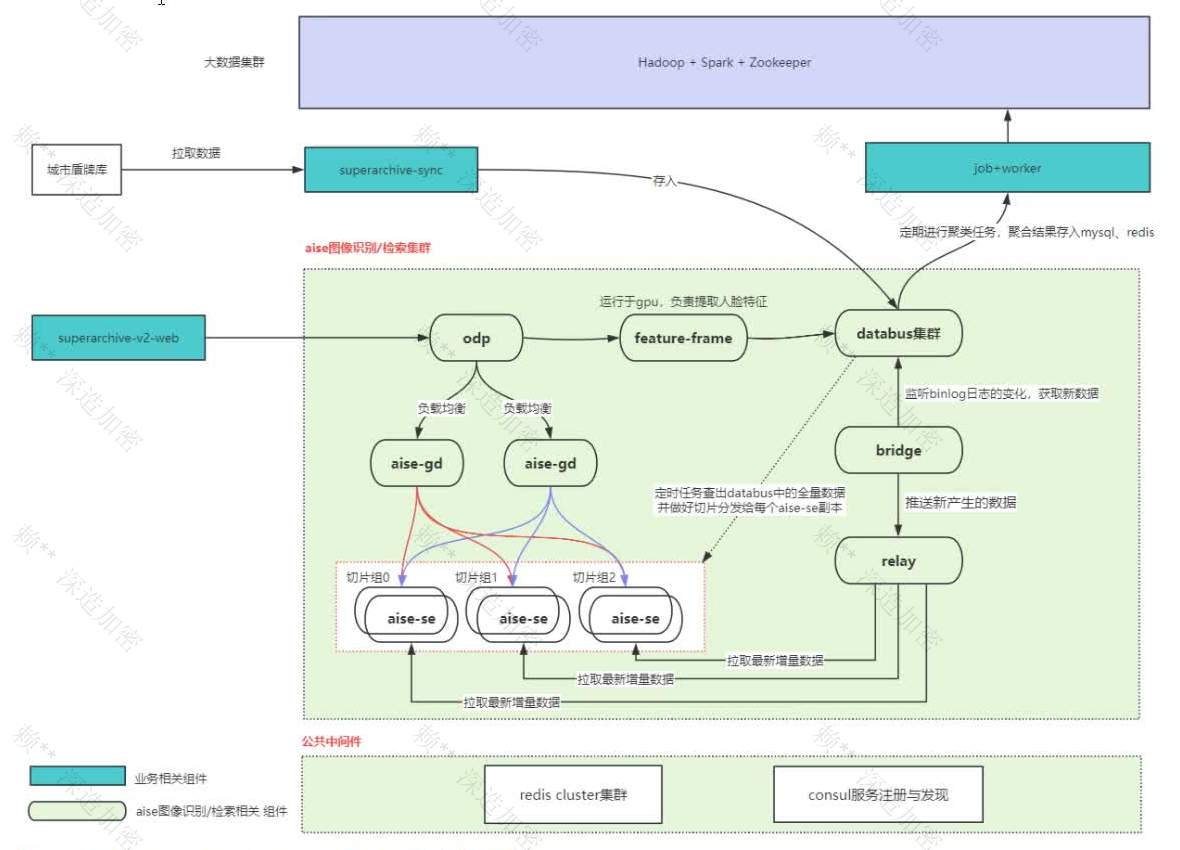 大数据集群
Hadoop + Spark + Zookeeper
城市盾牌库
拉取数据
superarchive-sync
存入
job+worker
定期进行聚类任务，聚合结果存入mysql、redis
aise图像识别/检索集群
运行于gpu，负责提取人脸特征
superarchive-v2-web
odp
feature-frame
databus集群
负载均衡
负载均衡
监听binlog日志的变化，获取新数据
aise-gd
aise-gd
bridge
定时任务查出databus中的全量数据
并做好切片分发给每个aise-se副本
推送新产生的数据
relay
切片组0
切片组1
切片组2
aise-se
aise-se
aise-se
拉取最新增量数据
拉取最新增量数据
拉取最新增量数据
公共中间件
业务相关组件
redis cluster集群
consul服务注册与发现
aise图像识别/检索相关 组件
赖**
深造加密